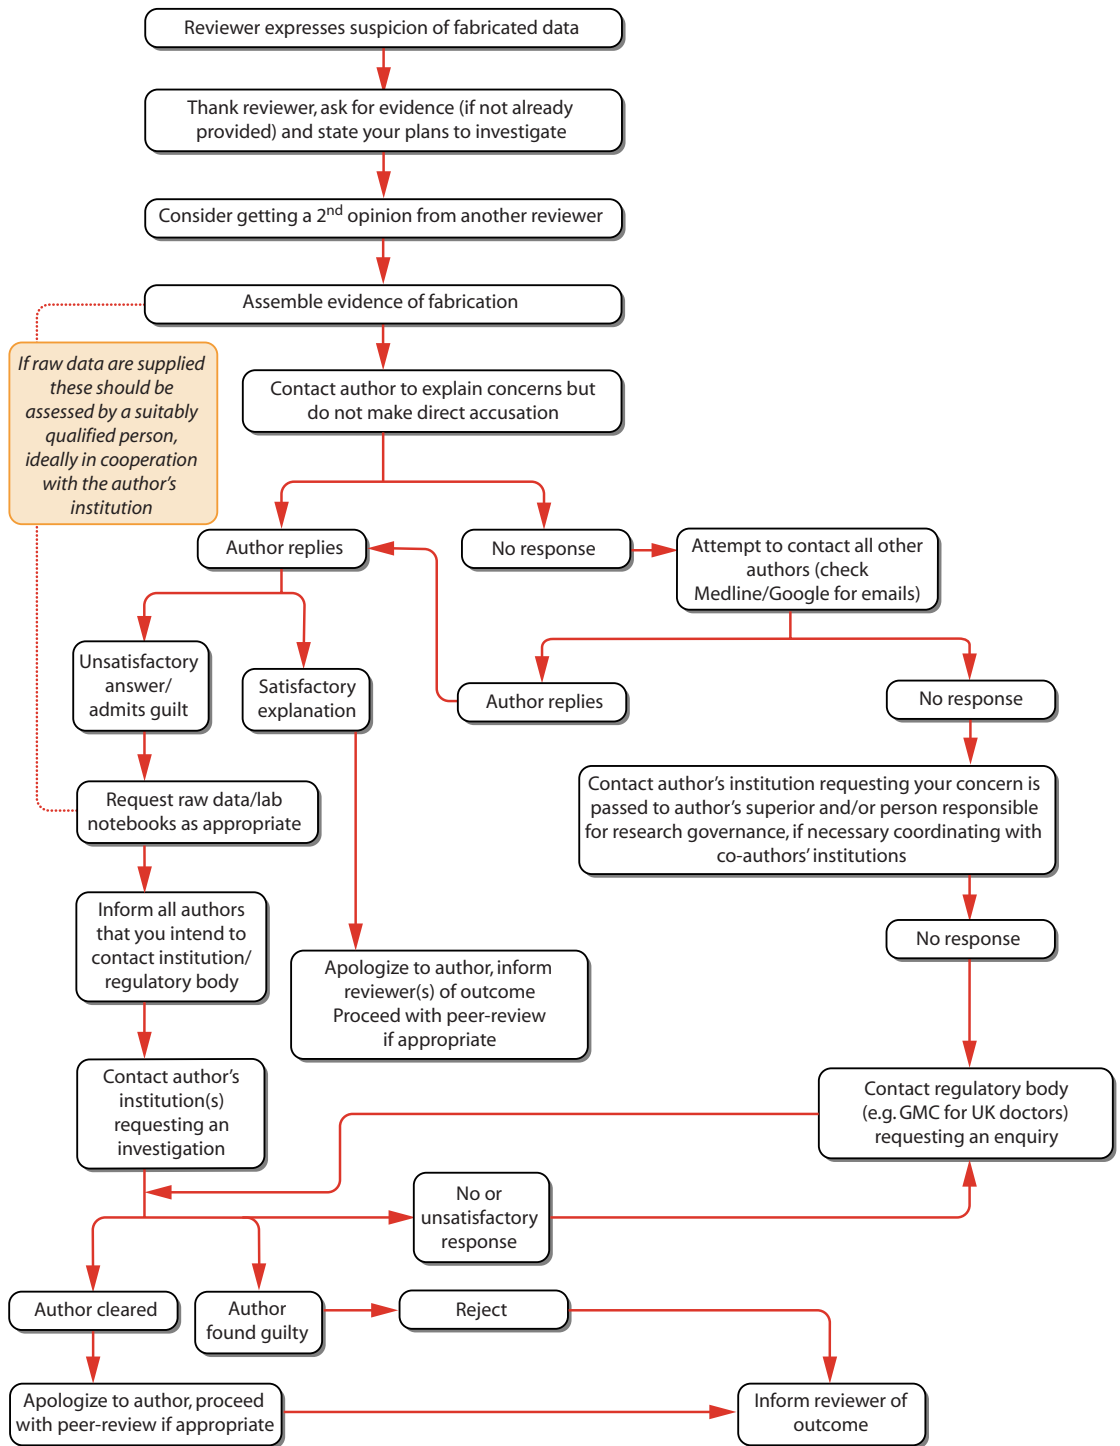 Reviewer expresses suspicion of fabricated data
Thank reviewer, ask for evidence (if not already
provided) and state your plans to investigate
Consider getting a 2nd opinion from another reviewer
Assemble evidence of fabrication
If raw data are supplied
these should be
assessed by a suitably
qualified person,
ideally in cooperation
with the author's
institution
Contact author to explain concerns but
do not make direct accusation
Author replies
No response
Attempt to contact all other
authors (check
Medline/Google for emails)
Unsatisfactory
answer/
admits guilt
Satisfactory
explanation
Author replies
No response
Request raw data/lab
notebooks as appropriate
Contact author's institution requesting your concern is
passed to author's superior and/or person responsible
for research governance, if necessary coordinating with
co-authors' institutions
Inform all authors
that you intend to
contact institution/
regulatory body
No response
Apologize to author, inform
reviewer(s) of outcome
Proceed with peer-review
if appropriate
Contact author's
institution(s)
requesting an
investigation
Contact regulatory body
(e.g. GMC for UK doctors)
requesting an enquiry
No or
unsatisfactory
response
Author cleared
Author
found guilty
Reject
Apologize to author, proceed
with peer-review if appropriate
Inform reviewer of
outcome